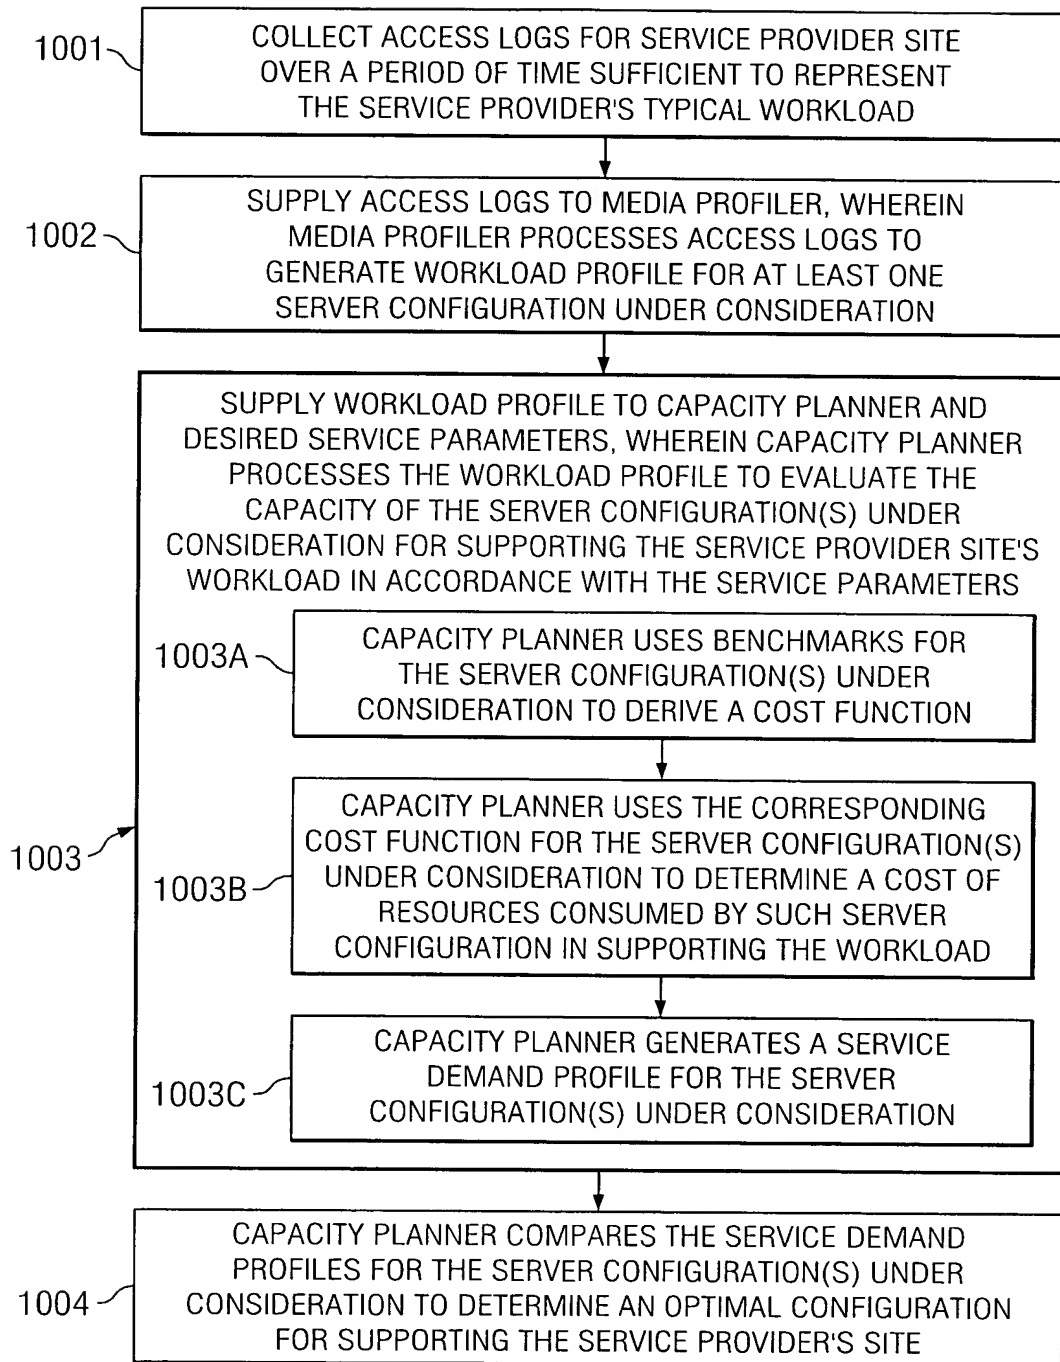 1001
COLLECT ACCESS LOGS FOR SERVICE PROVIDER SITE
OVER A PERIOD OF TIME SUFFICIENT TO REPRESENT
THE SERVICE PROVIDER'S TYPICAL WORKLOAD
1002
SUPPLY ACCESS LOGS TO MEDIA PROFILER, WHEREIN
MEDIA PROFILER PROCESSES ACCESS LOGS TO
GENERATE WORKLOAD PROFILE FOR AT LEAST ONE
SERVER CONFIGURATION UNDER CONSIDERATION
1003
SUPPLY WORKLOAD PROFILE TO CAPACITY PLANNER AND
DESIRED SERVICE PARAMETERS, WHEREIN CAPACITY PLANNER
PROCESSES THE WORKLOAD PROFILE TO EVALUATE THE
CAPACITY OF THE SERVER CONFIGURATION(S) UNDER
CONSIDERATION FOR SUPPORTING THE SERVICE PROVIDER SITE'S
WORKLOAD IN ACCORDANCE WITH THE SERVICE PARAMETERS
1003A
CAPACITY PLANNER USES BENCHMARKS FOR
THE SERVER CONFIGURATION(S) UNDER
CONSIDERATION TO DERIVE A COST FUNCTION
1003B
CAPACITY PLANNER USES THE CORRESPONDING
COST FUNCTION FOR THE SERVER CONFIGURATION(S)
UNDER CONSIDERATION TO DETERMINE A COST OF
RESOURCES CONSUMED BY SUCH SERVER
CONFIGURATION IN SUPPORTING THE WORKLOAD
1003C
CAPACITY PLANNER GENERATES A SERVICE
DEMAND PROFILE FOR THE SERVER
CONFIGURATION(S) UNDER CONSIDERATION
1004
CAPACITY PLANNER COMPARES THE SERVICE DEMAND
PROFILES FOR THE SERVER CONFIGURATION(S) UNDER
CONSIDERATION TO DETERMINE AN OPTIMAL CONFIGURATION
FOR SUPPORTING THE SERVICE PROVIDER'S SITE